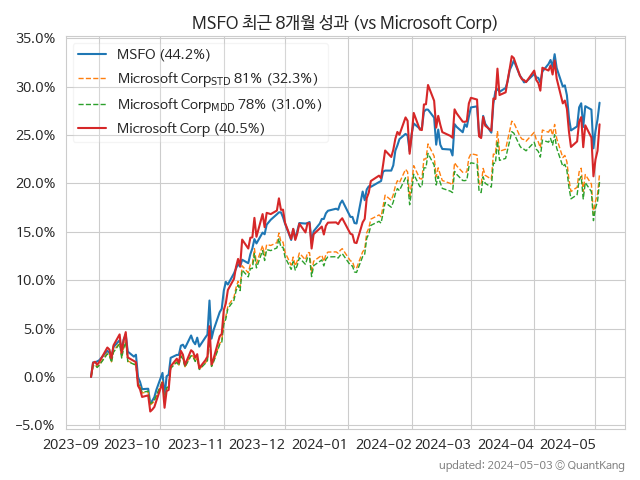 MSFO 최근 8개월 성과 (vs Microsoft Corp)
35.0%
30.0%
25.0%
20.0%
15.0%
10.0%
5.0%
0.0%
−5.0%
MSFO (44.2%)
Microsoft CorpSTD 81% (32.3%)
Microsoft CorpMDD 78% (31.0%)
Microsoft Corp (40.5%)
2023−09 2023−10 2023−11 2023−12 2024−01 2024−02 2024−03 2024−04 2024−05
updated: 2024-05-03 © QuantKang